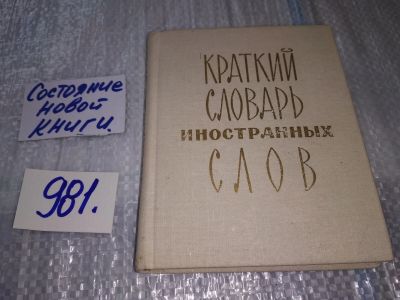 Состояние
новой
книги.
981.
КРАТКИЙ
СЛОВАРЬ
ИНОСТРАННЫХ
СЛОВ